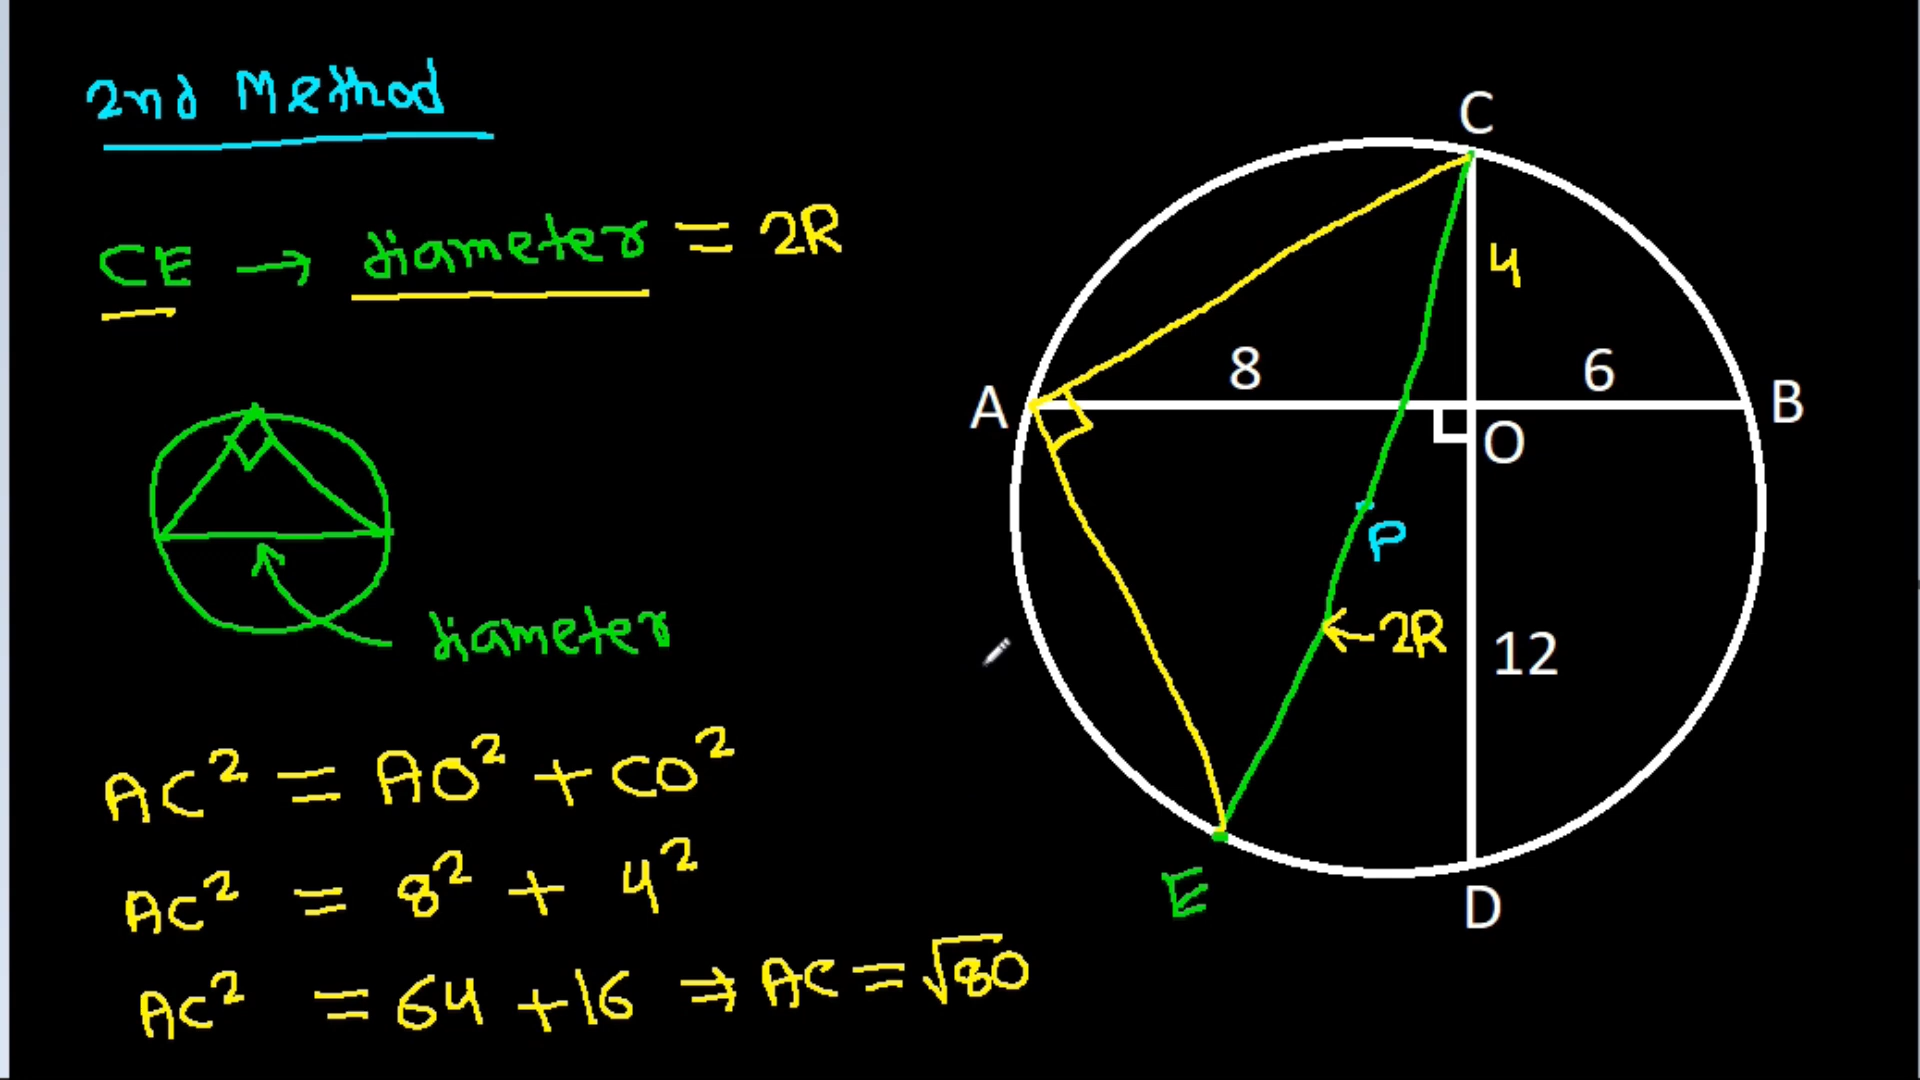 2nd Method
CE → diameter = 2R
diameter
AC² = AO² + CO²
AC² = 8² + 4²
AC² = 64 + 16 ⇒ AC = √80
C
4
8
6
A
B
O
P
←2R
12
E
D